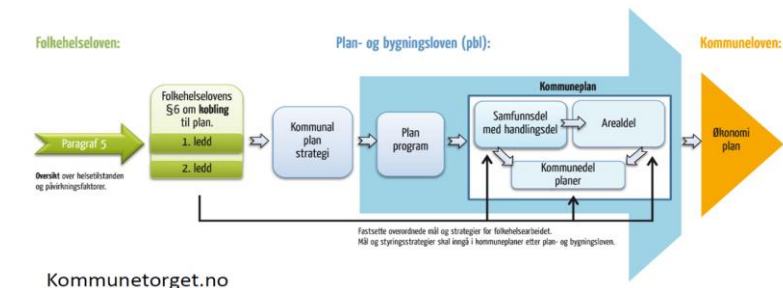 Folkehelseloven:
Plan- og bygningsloven (pbl):
Kommuneloven:
Paragraf 5
Oversikt over helsetilstanden
og påvirkningsfaktorer.
Folkehelselovens
§6 om kobling
til plan.
1. ledd
2. ledd
Kommunal
plan
strategi
Plan
program
Kommuneplan
Samfunnsdel
med handlingsdel
Arealdel
Kommunedel
planer
Økonomi
plan
Fastsette overordnede mål og strategier for folkehelsearbeidet.
Mål og styringsstrategier skal inngå i kommuneplaner etter plan- og bygningsloven.
Kommunetorget.no